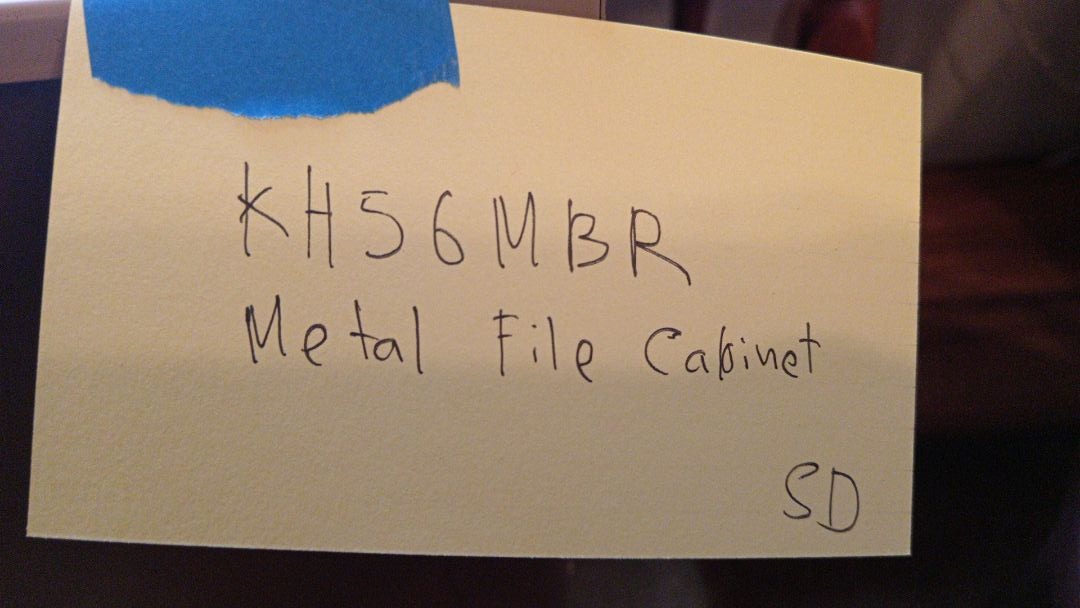 KH56MBR
Metal File Cabinet
SD